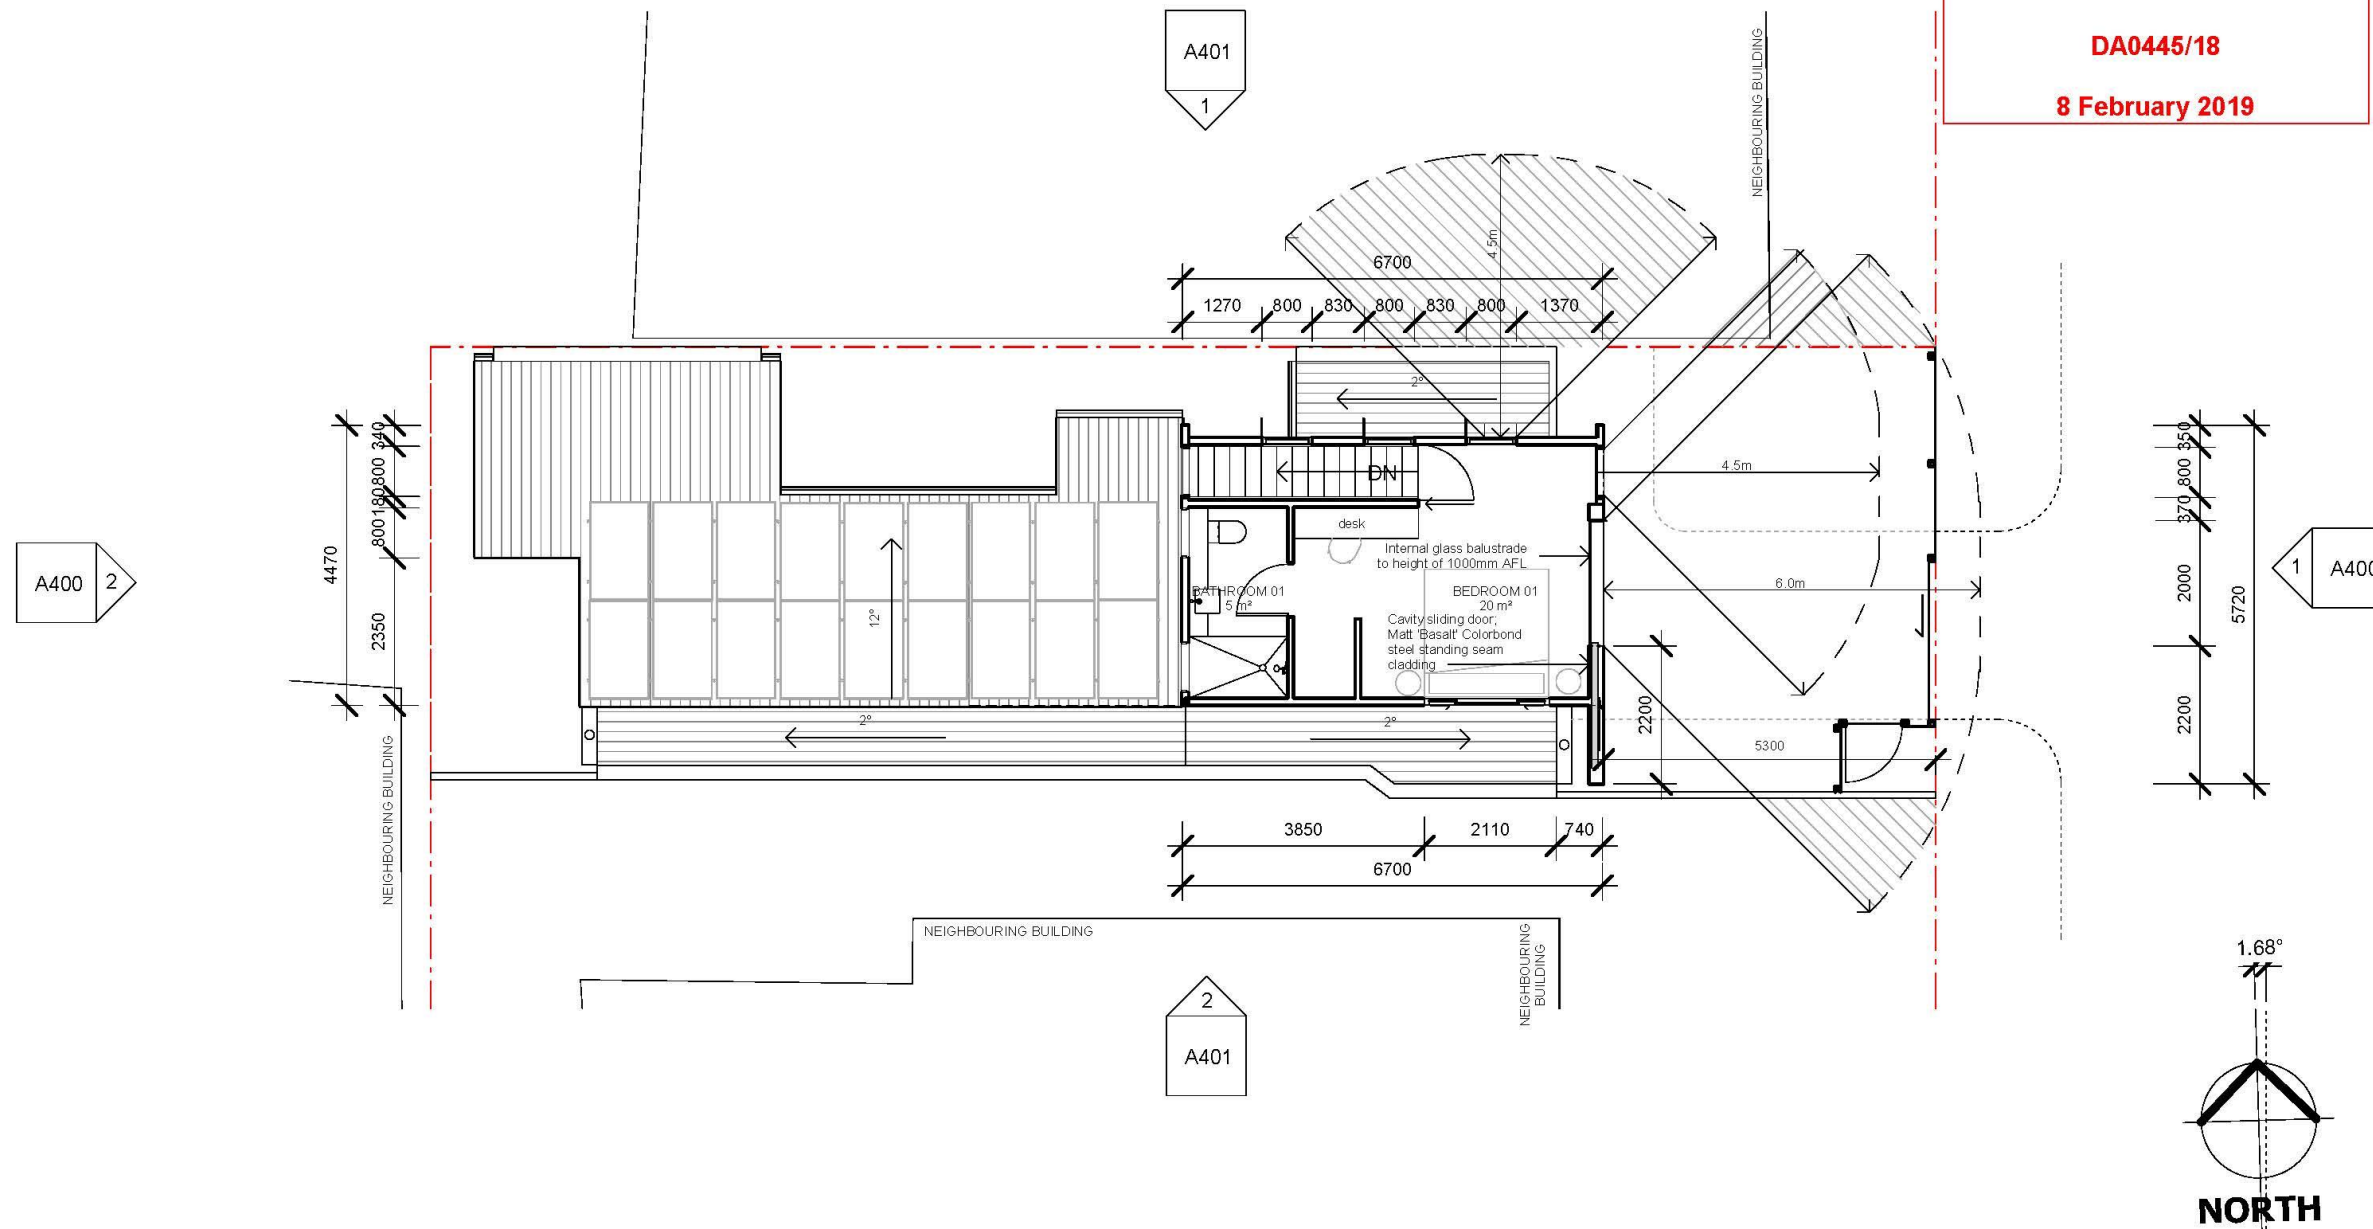 DA0445/18
8 February 2019
A401
1
NEIGHBOURING BUILDING
4.5m
6700
1270 800 830 800 830 800 1370
2°
340
800
180
800
2350
4470
DN
4.5m
350
800
370
2000
2200
5720
desk
Internal glass balustrade
to height of 1000mm AFL
A400 2
1 A400
BATHROOM 01
5 m²
BEDROOM 01
20 m²
6.0m
12°
Cavity sliding door;
Matt 'Basalt' Colorbond
steel standing seam
cladding
2°
2°
2200
5300
NEIGHBOURING BUILDING
3850 2110 740
6700
NEIGHBOURING BUILDING
NEIGHBOURING
BUILDING
2
A401
1.68°
NORTH